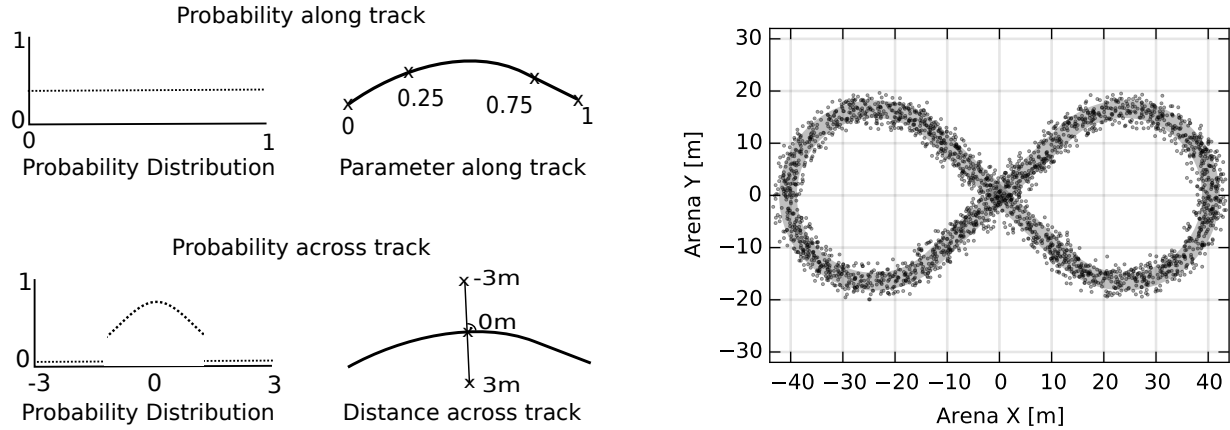 Probability along track
1
0
0
1
Probability Distribution
0
0.25
0.75
1
Parameter along track
Probability across track
1
0
-3
0
3
Probability Distribution
-3m
0m
3m
Distance across track
30
20
10
0
−10
−20
−30
Arena Y [m]
−40 −30 −20 −10 0 10 20 30 40
Arena X [m]